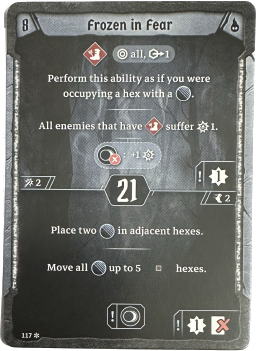 8 Frozen in Fear
all, 1
Perform this ability as if you were
occupying a hex with a .
All enemies that have suffer 1.
: +1
2 21 2
Place two in adjacent hexes.
Move all up to 5 hexes.
117